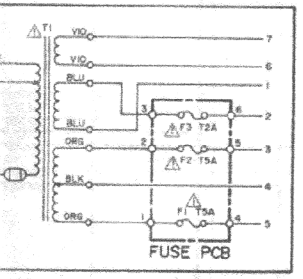 T1
VIO
7
VIO
6
BLU
1
3
6
2
F3 T2A
BLU
ORG
2
5
3
F2 T5A
BLK
4
F1 T5A
ORG
1
4
5
FUSE PCB